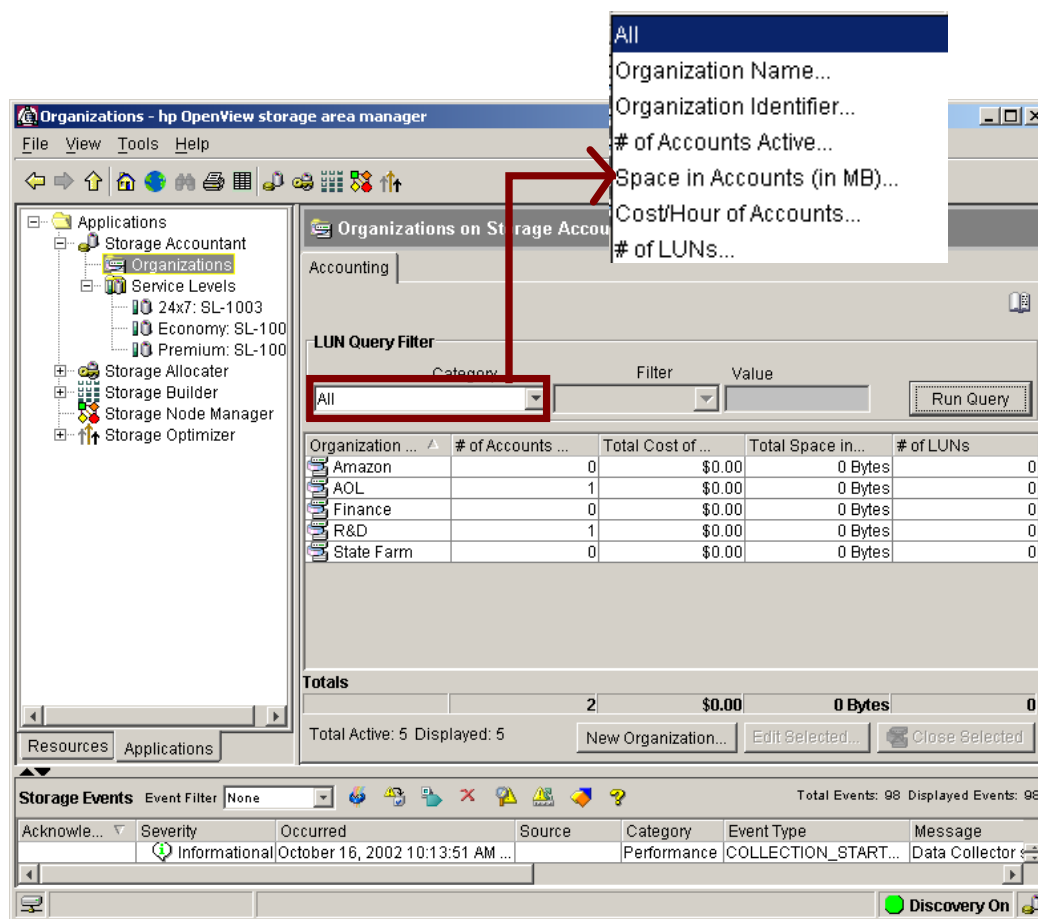 All
Organization Name...
Organization Identifier...
# of Accounts Active...
Space in Accounts (in MB)...
Cost/Hour of Accounts...
# of LUNs...
Organizations - hp OpenView storage area manager
File View Tools Help
Applications
Storage Accountant
Organizations
Service Levels
24x7: SL-1003
Economy: SL-100
Premium: SL-100
Storage Allocater
Storage Builder
Storage Node Manager
Storage Optimizer
Resources Applications
Organizations on Storage Accou
Accounting
LUN Query Filter
Category Filter Value
All Run Query
Organization ... # of Accounts ... Total Cost of ... Total Space in... # of LUNs
Amazon 0 $0.00 0 Bytes 0
AOL 1 $0.00 0 Bytes 0
Finance 0 $0.00 0 Bytes 0
R&D 1 $0.00 0 Bytes 0
State Farm 0 $0.00 0 Bytes 0
Totals
2 $0.00 0 Bytes 0
Total Active: 5 Displayed: 5 New Organization... Edit Selected... Close Selected
Storage Events Event Filter None Total Events: 98 Displayed Events: 98
Acknowle... Severity Occurred Source Category Event Type Message
Informational October 16, 2002 10:13:51 AM ... Performance COLLECTION_START... Data Collector s
Discovery On